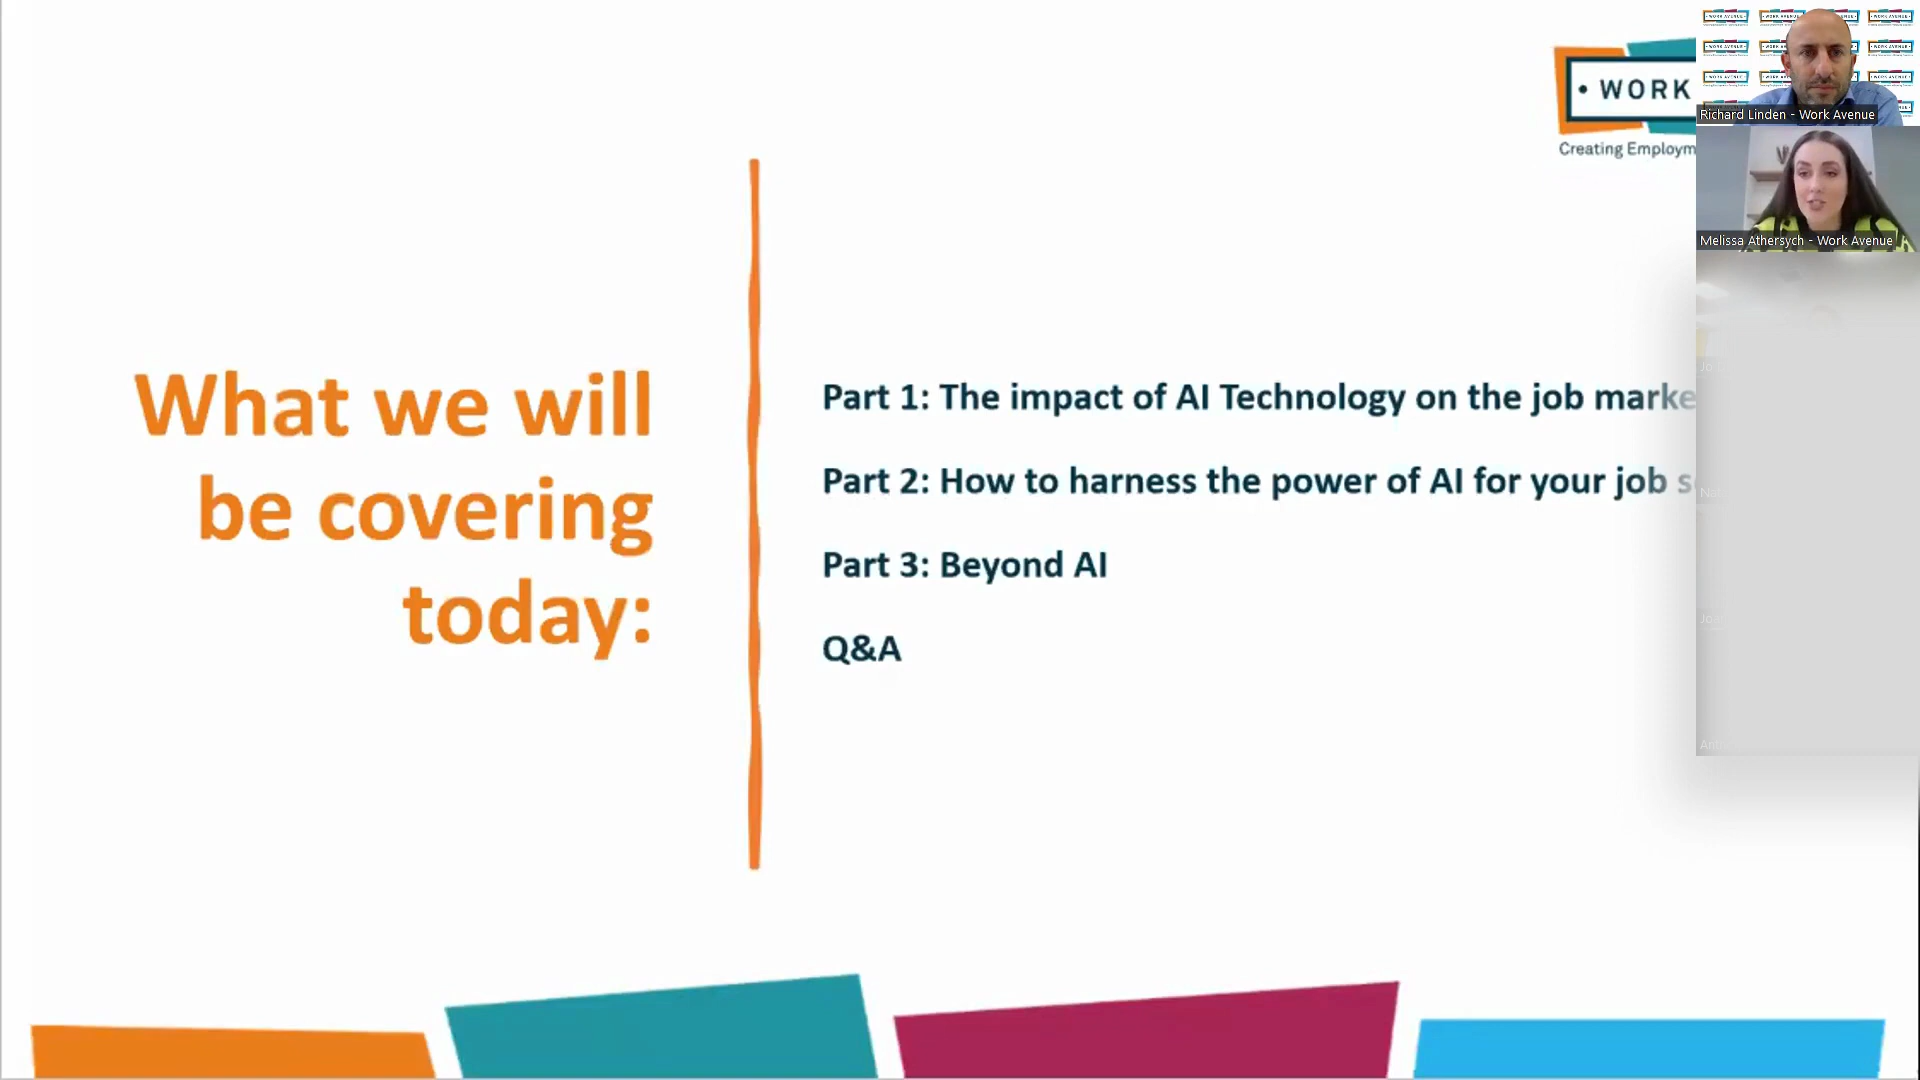 What we will
be covering
today:
Part 1: The impact of AI Technology on the job marke
Part 2: How to harness the power of AI for your job s
Part 3: Beyond AI
Q&A
• WORK
Creating Employm
Richard Linden - Work Avenue
Melissa Athersych - Work Avenue